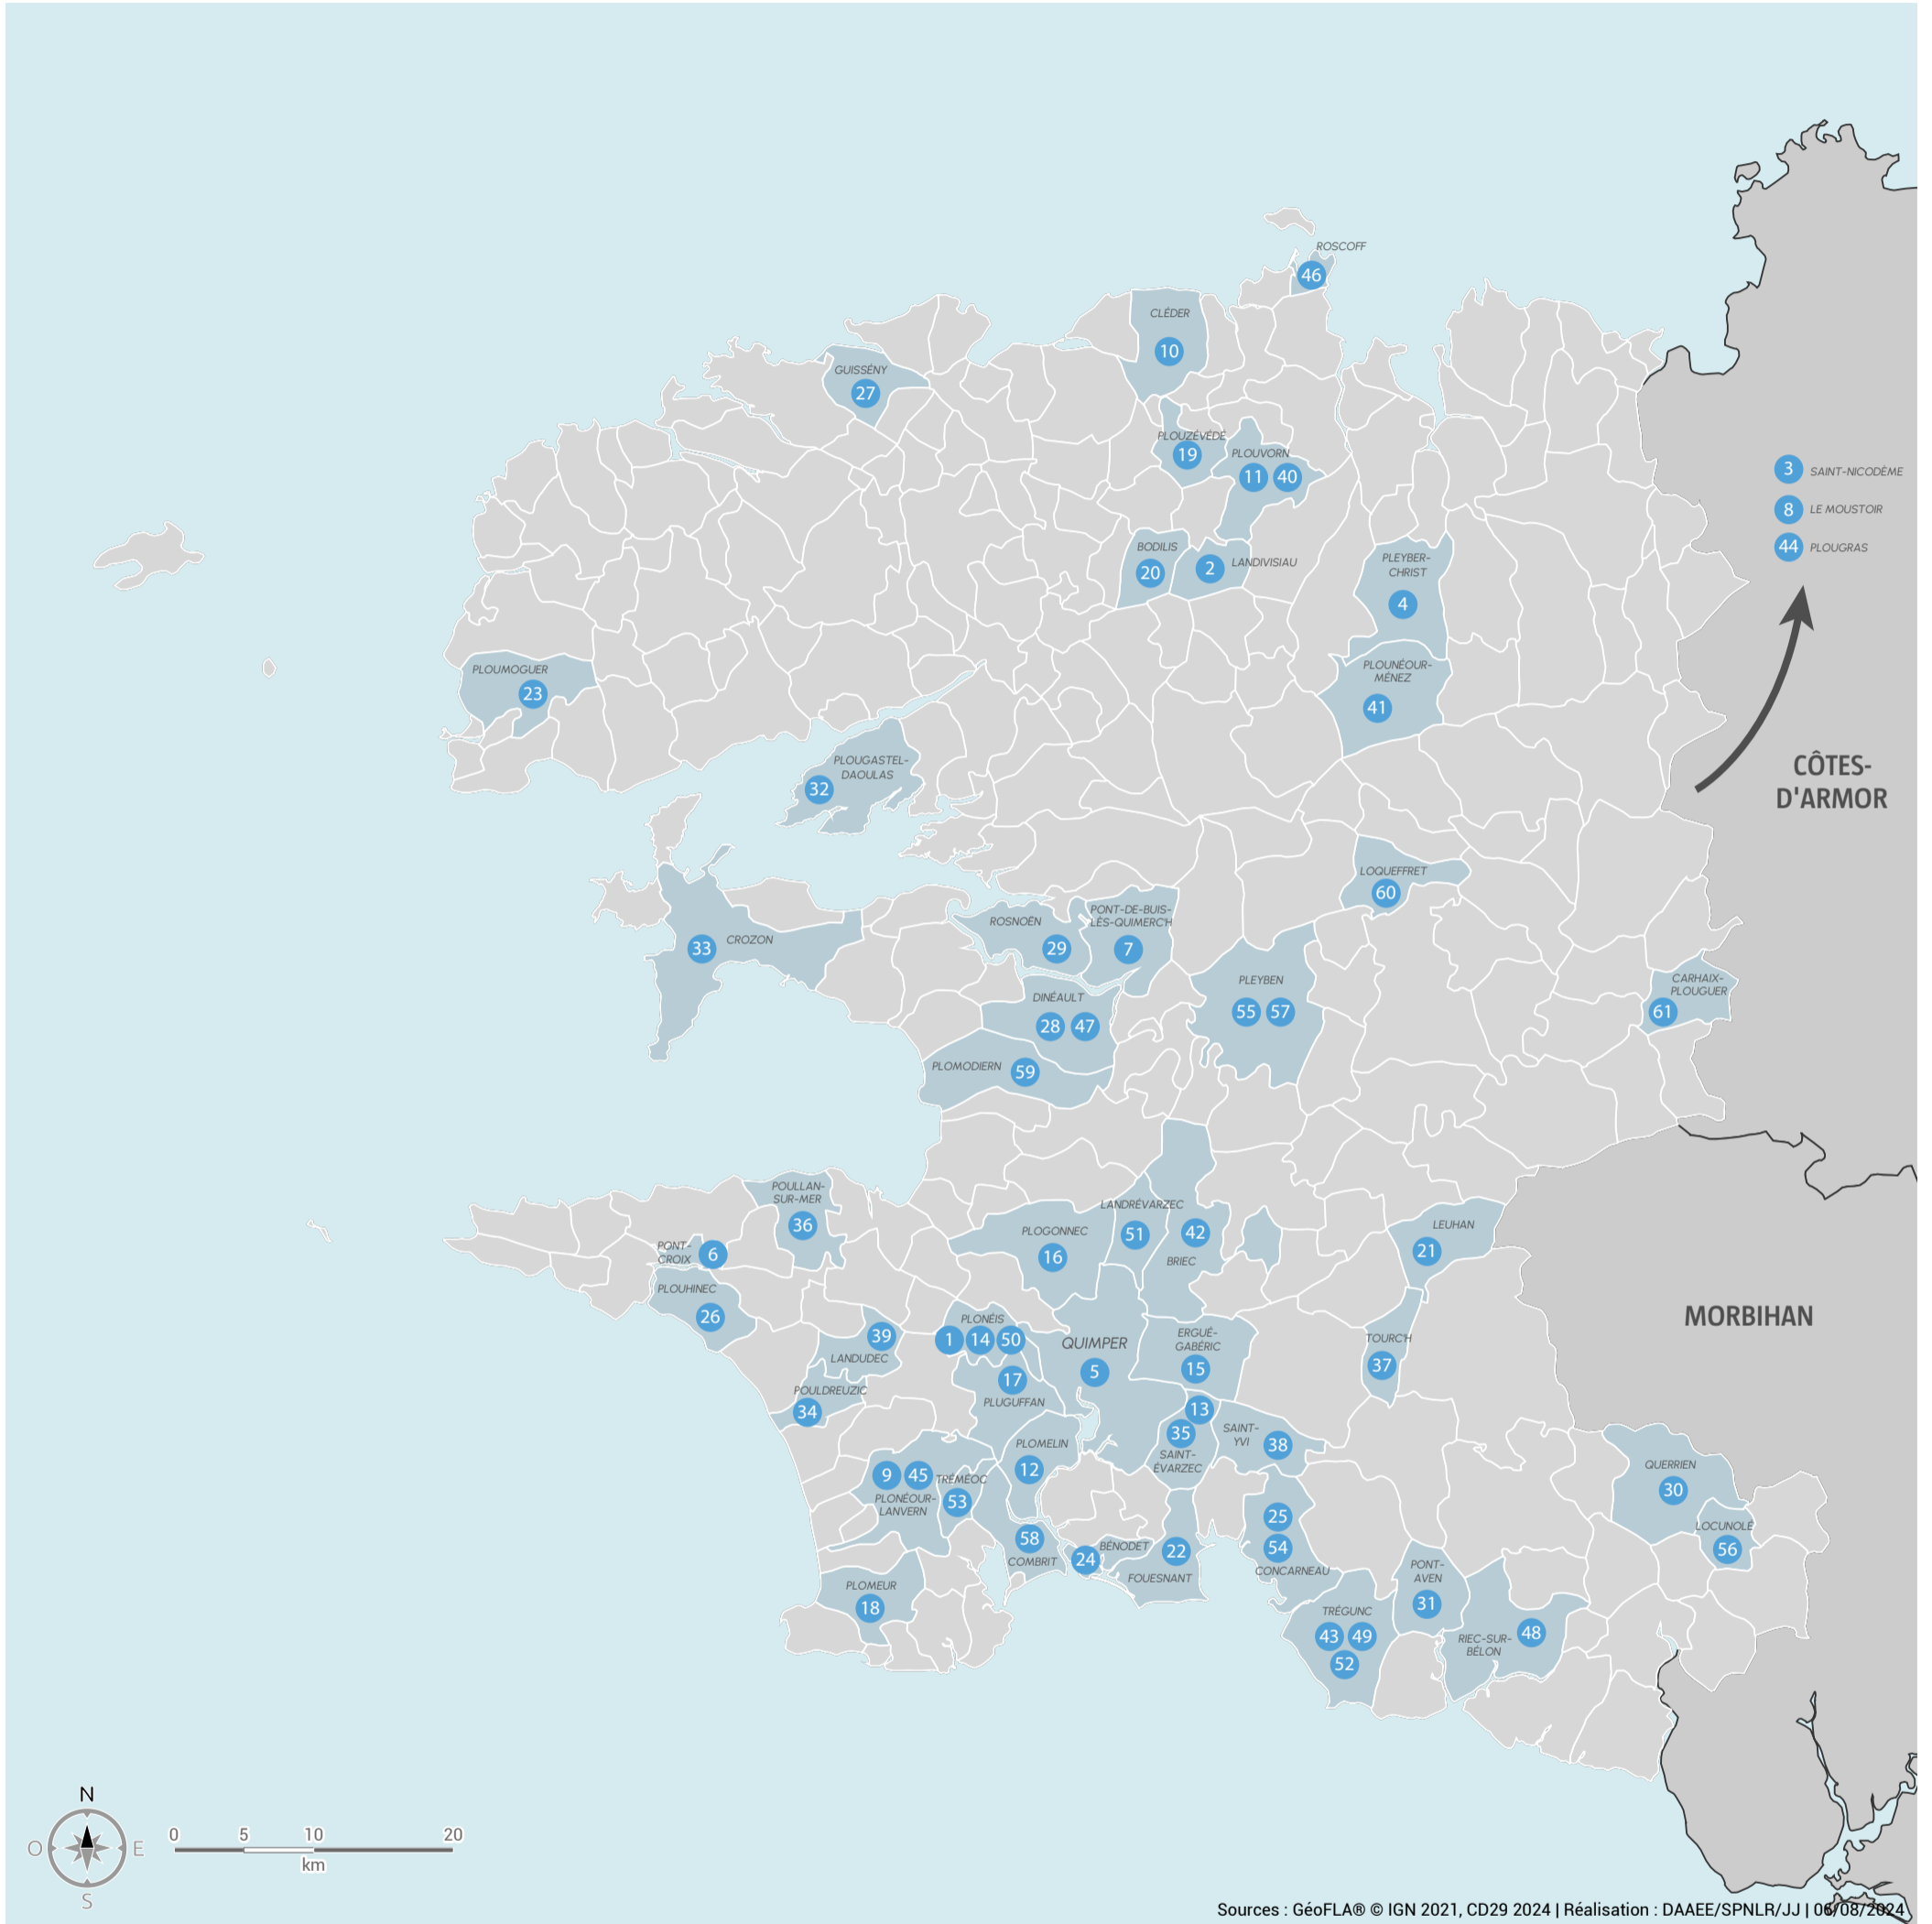 ROSCOFF
46
CLÉDER
10
GUISSÉNY
27
PLOUZÉVÉDÉ
19
PLOUVORN
11 40
3 SAINT-NICODÈME
8 LE MOUSTOIR
44 PLOUGRAS
BODILIS
20
2 LANDIVISIAU
PLEYBER-
CHRIST
4
PLOUMOGUER
23
PLOUNÉOUR-
MÉNEZ
41
PLOUGASTEL-
DAOULAS
32
CÔTES-
D'ARMOR
LOQUEFFRET
60
ROSNOËN
29
PONT-DE-BUIS-
LÈS-QUIMERC'H
7
33 CROZON
PLEYBEN
55 57
CARHAIX-
PLOUGUER
61
DINÉAULT
28 47
PLOMODIERN 59
POULLAN-
SUR-MER
36
LANDRÉVARZEC
51
PLOGONNEC
16
42
BRIEC
LEUHAN
21
PONT-
CROIX
6
PLOUHINEC
26
39
LANDUDEC
PLONÉIS
1 14 50
QUIMPER
5
ERGUÉ-
GABÉRIC
15
TOURC'H
37
MORBIHAN
17
PLUGUFFAN
POULDREUZIC
34
13
35
SAINT-
ÉVARZEC
SAINT-
YVI
38
PLOMELIN
12
9 45
PLONÉOUR-
LANVERN
TRÉMÉOC
53
QUERRIEN
30
LOCUNOLÉ
56
25
54
CONCARNEAU
58
COMBRIT
24 BÉNODET
22
FOUESNANT
PONT-
AVEN
31
PLOMEUR
18
TRÉGUNC
43 49
52
RIEC-SUR-
BÉLON
48
N
O E
S
0 5 10 20
km
Sources : GéoFLA® © IGN 2021, CD29 2024 | Réalisation : DAAEE/SPNLR/JJ | 06/08/2024